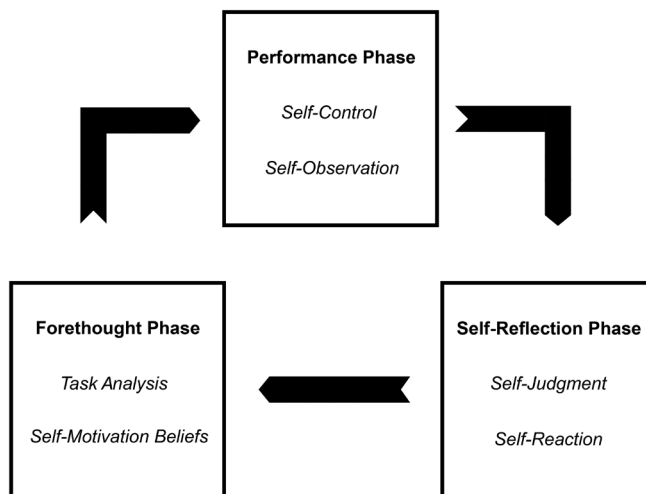 Performance Phase
Self-Control
Self-Observation
Forethought Phase
Task Analysis
Self-Motivation Beliefs
Self-Reflection Phase
Self-Judgment
Self-Reaction